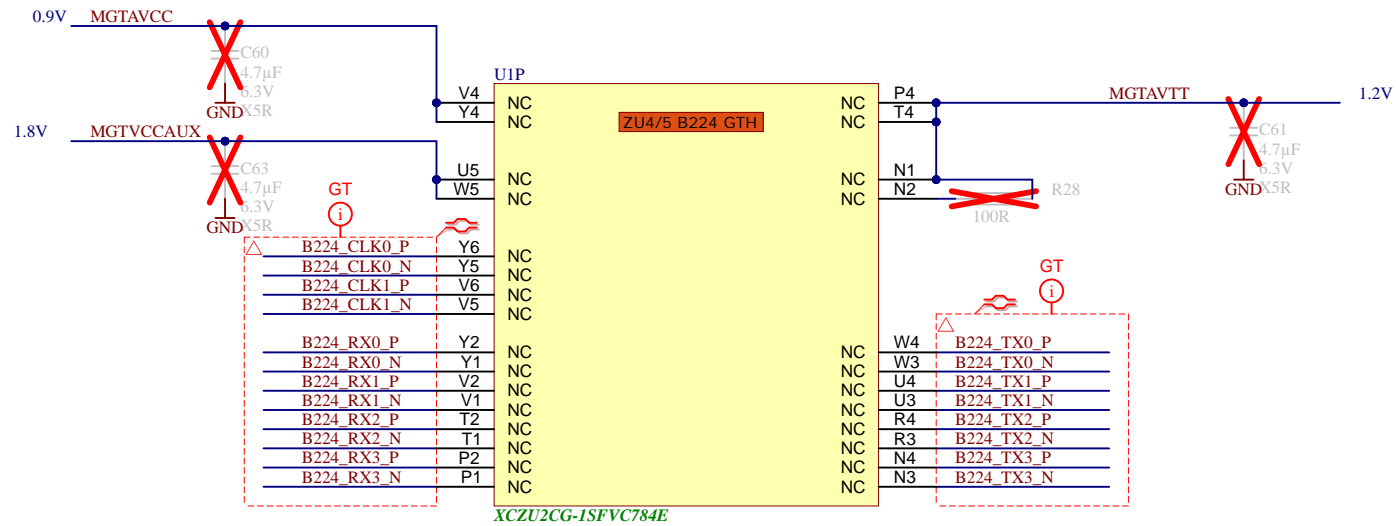 0.9V MGTAVCC
C60
4.7µF
6.3V
X5R
GND
1.8V MGTVCCAUX
C63
4.7µF
6.3V
X5R
GND
U1P
ZU4/5 B224 GTH
V4 NC
Y4 NC
U5 NC
W5 NC
GT
i
B224_CLK0_P Y6 NC
B224_CLK0_N Y5 NC
B224_CLK1_P V6 NC
B224_CLK1_N V5 NC
B224_RX0_P Y2 NC
B224_RX0_N Y1 NC
B224_RX1_P V2 NC
B224_RX1_N V1 NC
B224_RX2_P T2 NC
B224_RX2_N T1 NC
B224_RX3_P P2 NC
B224_RX3_N P1 NC
NC P4 MGTAVTT 1.2V
NC T4
C61
4.7µF
6.3V
X5R
GND
NC N1
NC N2
R28
100R
GT
i
NC W4 B224_TX0_P
NC W3 B224_TX0_N
NC U4 B224_TX1_P
NC U3 B224_TX1_N
NC R4 B224_TX2_P
NC R3 B224_TX2_N
NC N4 B224_TX3_P
NC N3 B224_TX3_N
XCZU2CG-1SFVC784E